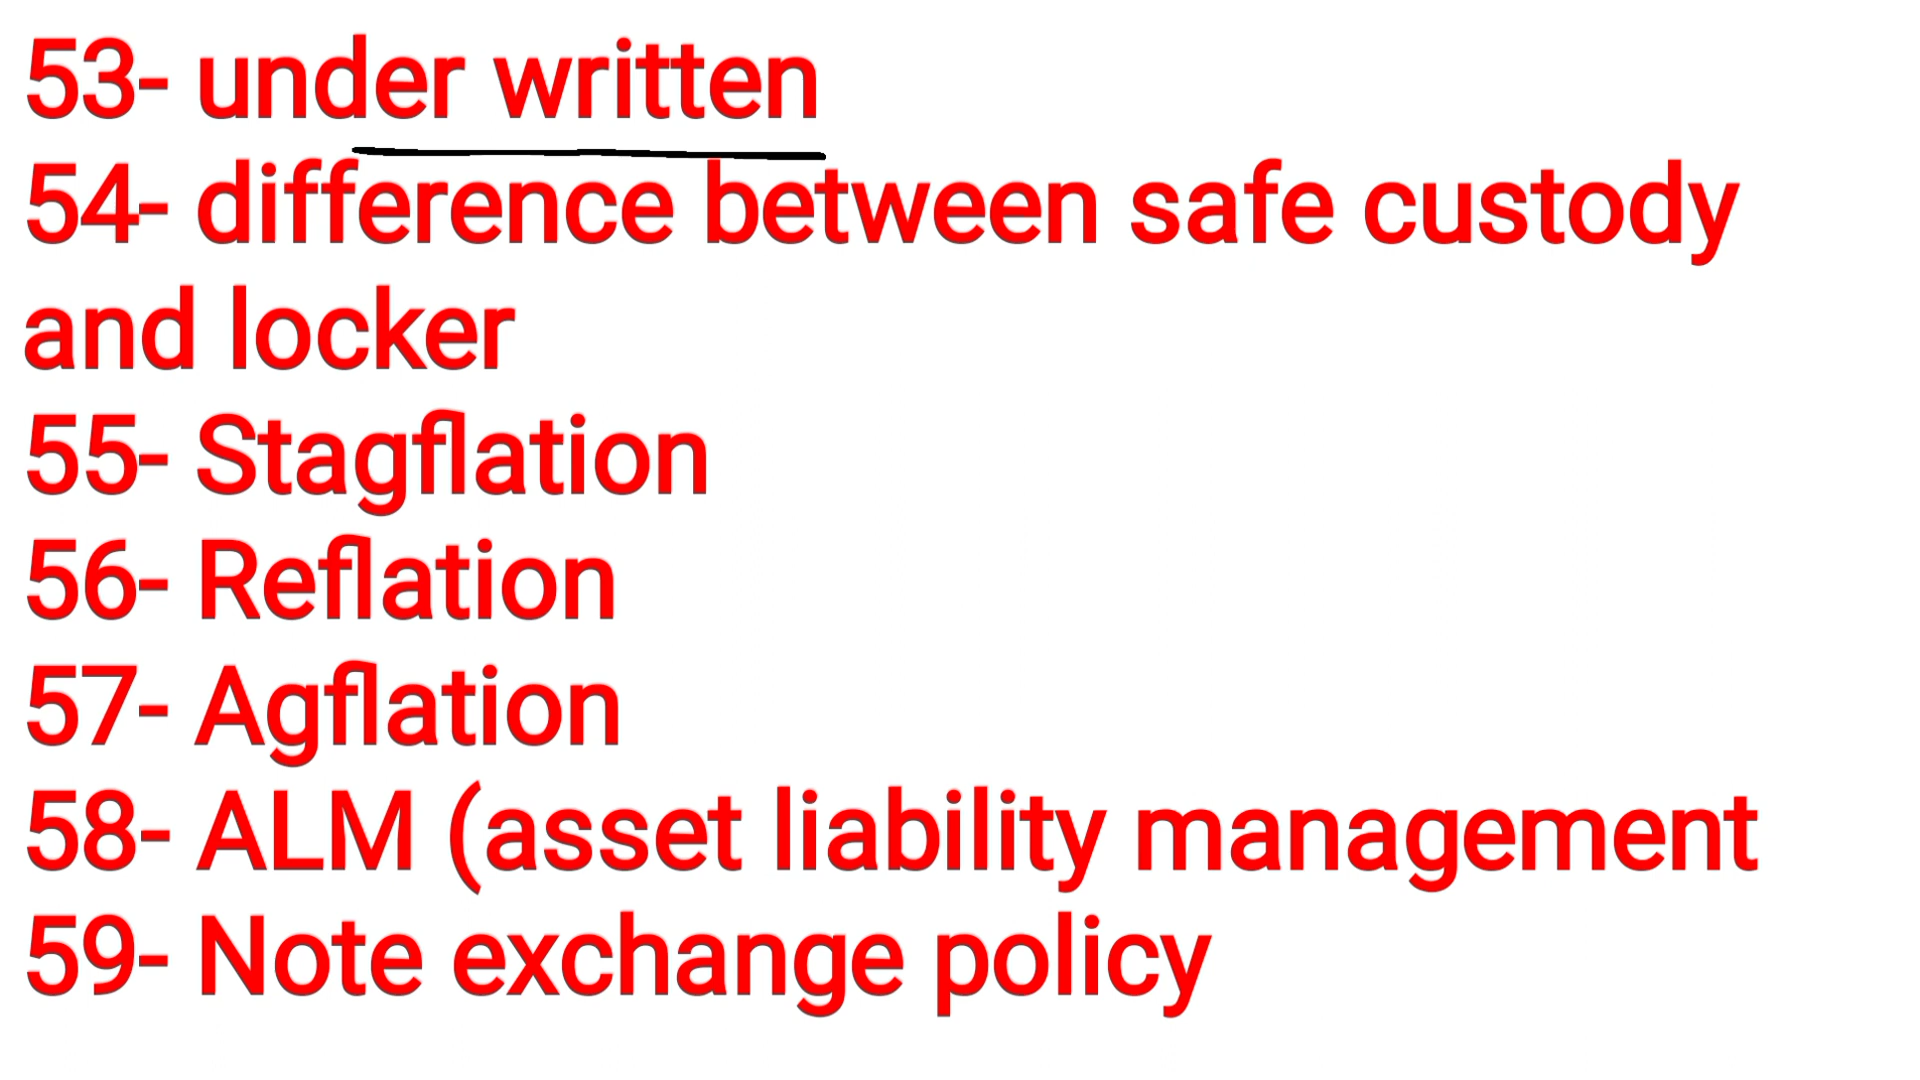 53- under written
54- difference between safe custody
and locker
55- Stagflation
56- Reflation
57- Agflation
58- ALM (asset liability management
59- Note exchange policy